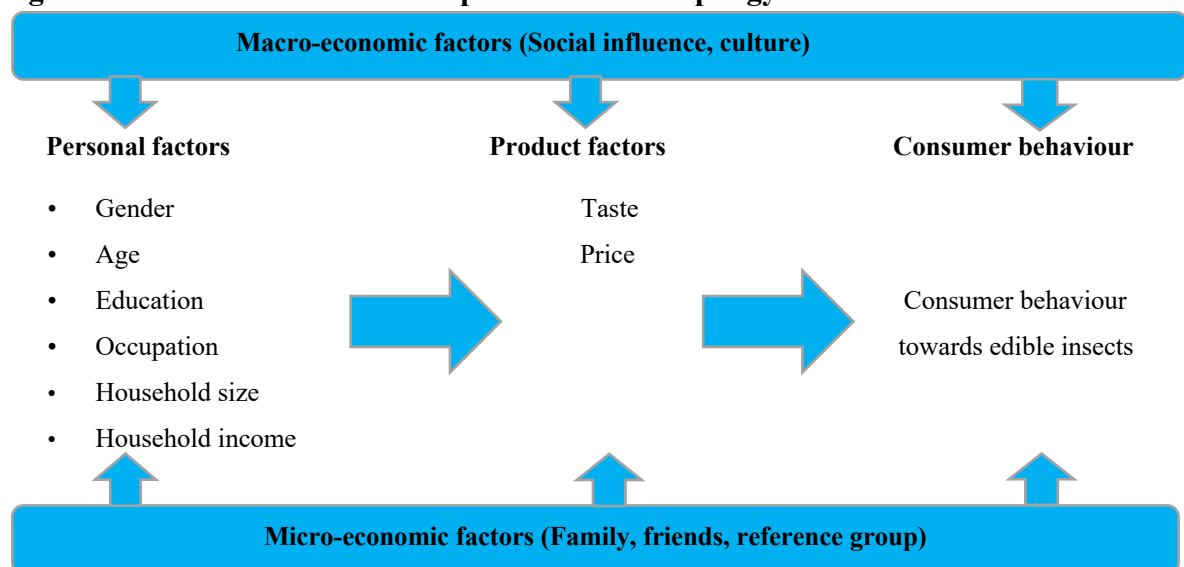 Macro-economic factors (Social influence, culture)
Personal factors
• Gender
• Age
• Education
• Occupation
• Household size
• Household income
Product factors
Taste
Price
Consumer behaviour
Consumer behaviour
towards edible insects
Micro-economic factors (Family, friends, reference group)